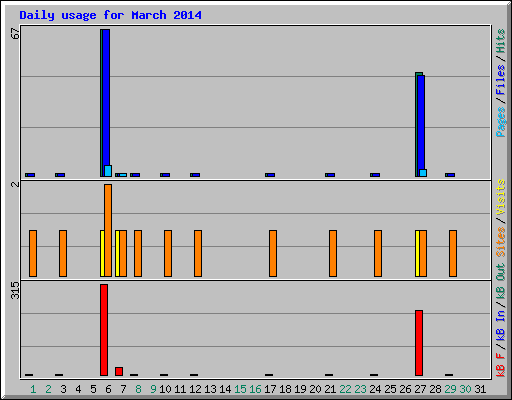 Daily usage for March 2014
67
Pages / Files / Hits
2
Sites / Visits
315
kB F / kB In / kB Out
1 2 3 4 5 6 7 8 9 10 11 12 13 14 15 16 17 18 19 20 21 22 23 24 25 26 27 28 29 30 31